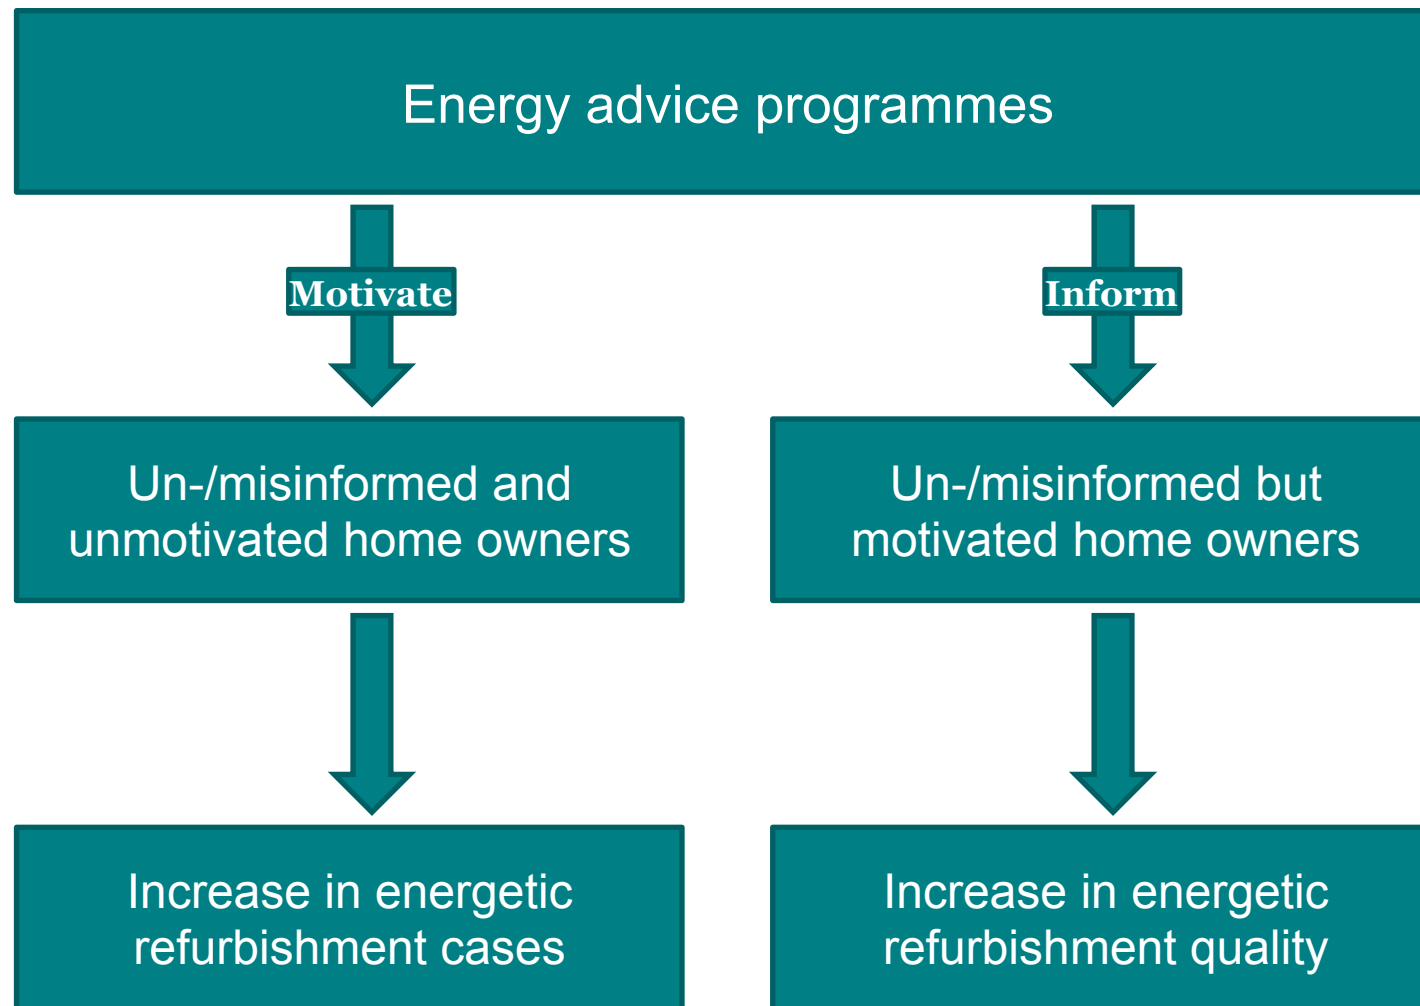 Energy advice programmes
Motivate
Inform
Un-/misinformed and
unmotivated home owners
Un-/misinformed but
motivated home owners
Increase in energetic
refurbishment cases
Increase in energetic
refurbishment quality